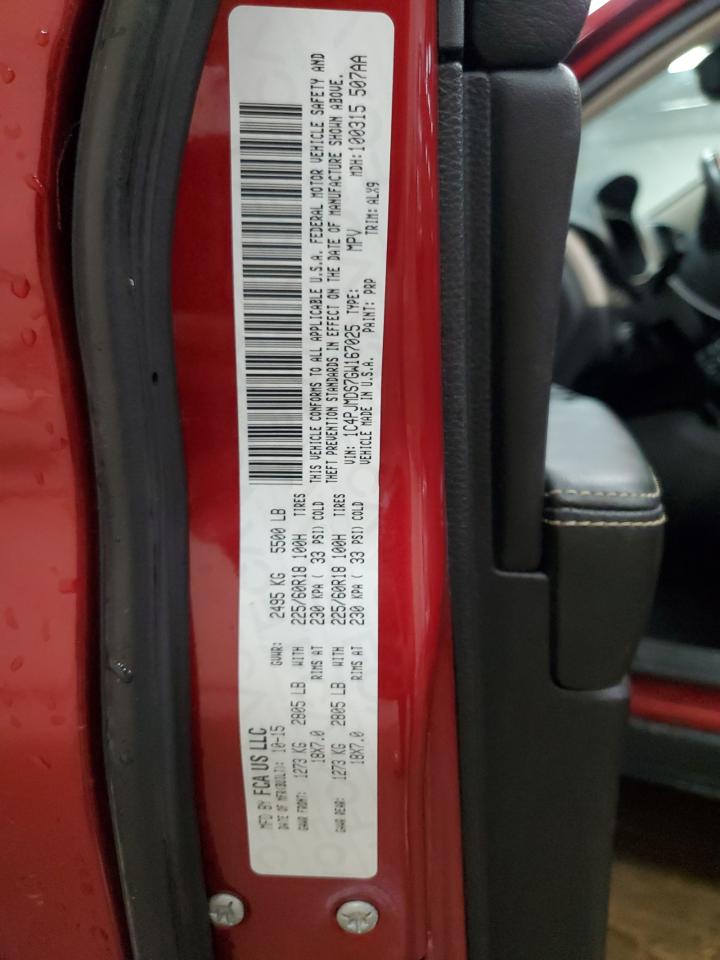 MFD BY FCA US LLC
DATE OF MFR(BUILT): 10-15 GVWR: 2495 KG 5500 LB
GAWR FRONT: 1273 KG 2805 LB WITH 225/60R18 100H TIRES
18X7.0 RIMS AT 230 KPA ( 33 PSI) COLD
GAWR REAR: 1273 KG 2805 LB WITH 225/60R18 100H TIRES
18X7.0 RIMS AT 230 KPA ( 33 PSI) COLD
THIS VEHICLE CONFORMS TO ALL APPLICABLE U.S.A. FEDERAL MOTOR VEHICLE SAFETY AND
THEFT PREVENTION STANDARDS IN EFFECT ON THE DATE OF MANUFACTURE SHOWN ABOVE.
VIN: 1C4PJMDS7GW167025 TYPE: MPV MDH: 100315 507AA
VEHICLE MADE IN U.S.A. PAINT: PRP TRIM: ALX9